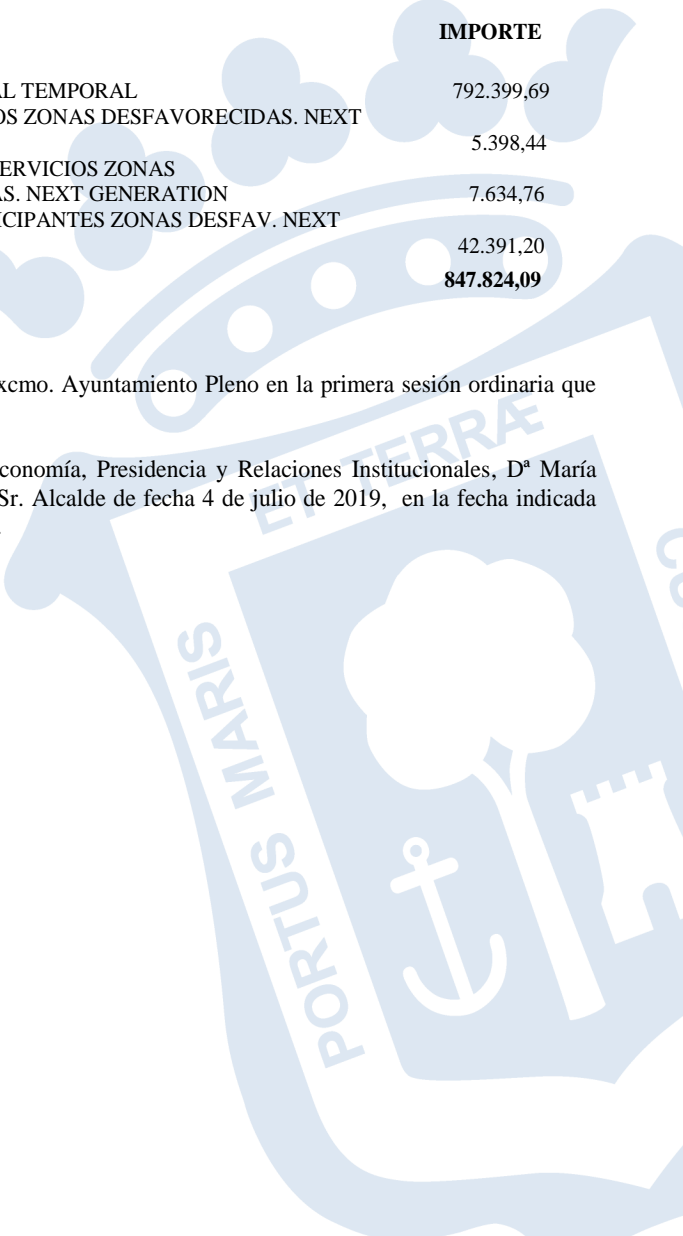 IMPORTE
AL TEMPORAL 792.399,69
OS ZONAS DESFAVORECIDAS. NEXT
5.398,44
ERVICIOS ZONAS
AS. NEXT GENERATION 7.634,76
ICIPANTES ZONAS DESFAV. NEXT
42.391,20
847.824,09
xcmo. Ayuntamiento Pleno en la primera sesión ordinaria que
conomía, Presidencia y Relaciones Institucionales, Dª María
Sr. Alcalde de fecha 4 de julio de 2019, en la fecha indicada
.
PORTUS MARIS ET TERRÆ